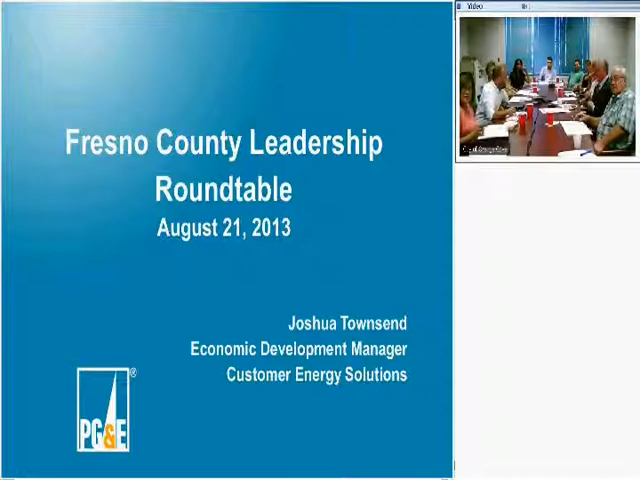 Fresno County Leadership
Roundtable
August 21, 2013
Joshua Townsend
Economic Development Manager
Customer Energy Solutions
PG&E
®
Video